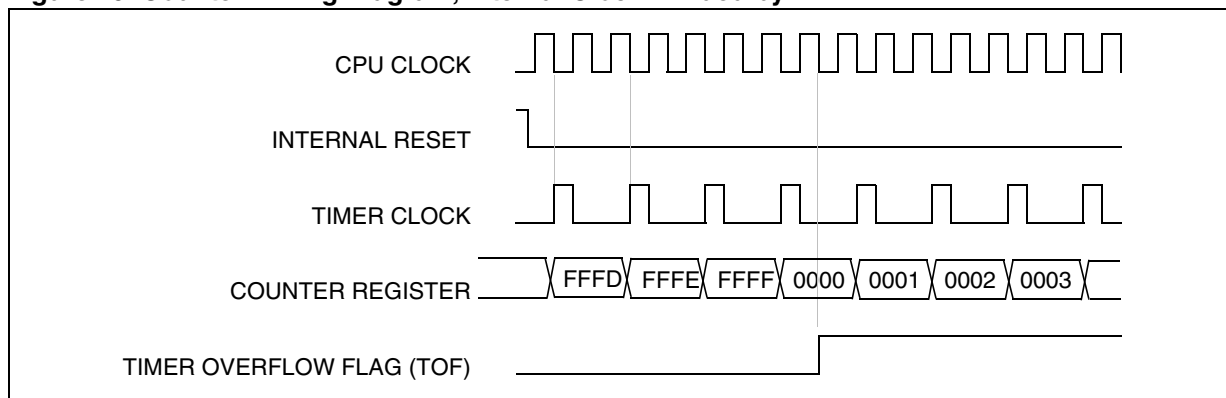 CPU CLOCK
INTERNAL RESET
TIMER CLOCK
COUNTER REGISTER
FFFD FFFE FFFF 0000 0001 0002 0003
TIMER OVERFLOW FLAG (TOF)